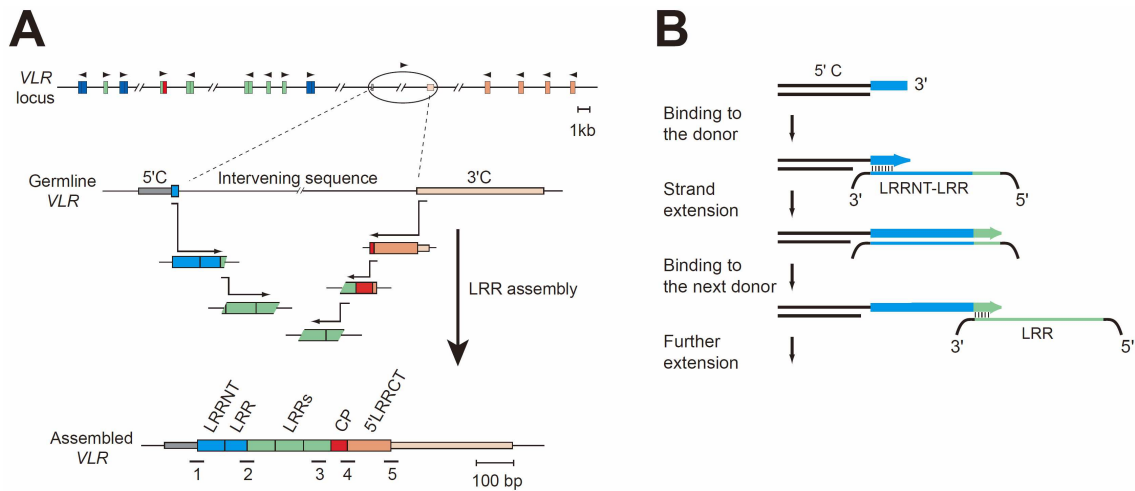 A
VLR
locus
1kb
Germline
VLR
5'C
Intervening sequence
3'C
LRR assembly
LRRNT
LRR
LRRs
CP
5'LRRCT
Assembled
VLR
1
2
3
4
5
100 bp
B
5' C
3'
Binding to
the donor
LRRNT-LRR
3'
5'
Strand
extension
Binding to
the next donor
LRR
3'
5'
Further
extension